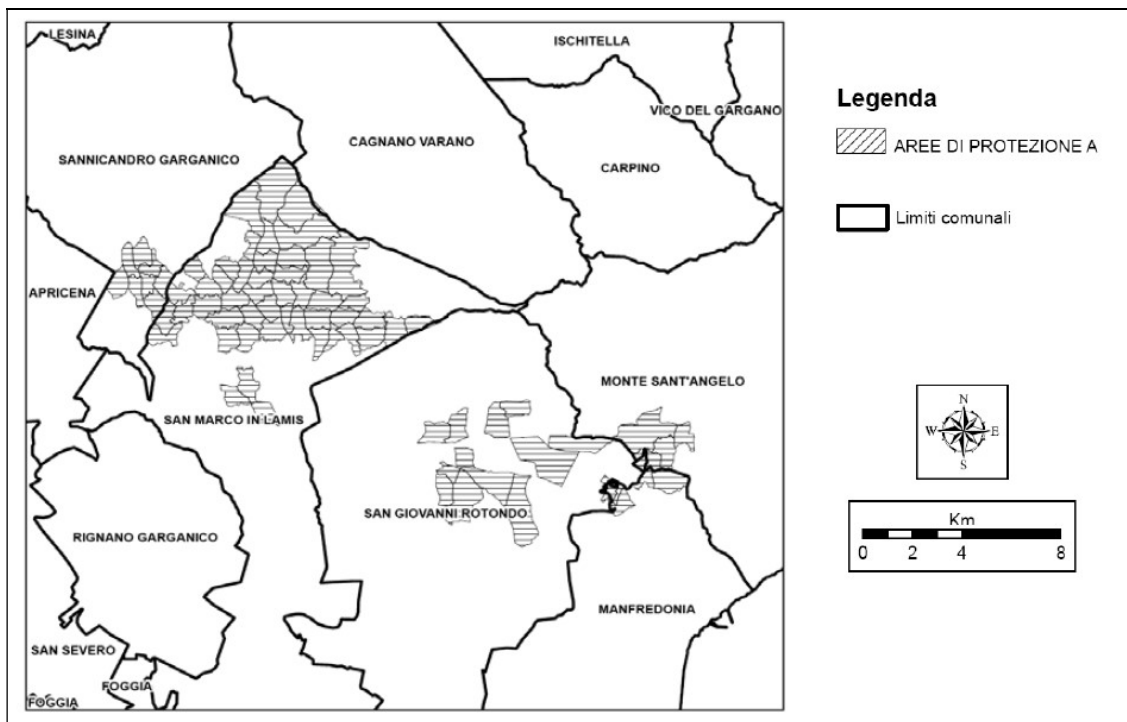 LESINA
ISCHITELLA
VICO DEL GARGANO
CAGNANO VARANO
SANNICANDRO GARGANICO
CARPINO
APRICENA
MONTE SANT'ANGELO
SAN MARCO IN LAMIS
SAN GIOVANNI ROTONDO
RIGNANO GARGANICO
MANFREDONIA
SAN SEVERO
FOGGIA
FOGGIA
Legenda
AREE DI PROTEZIONE A
Limiti comunali
N
W E
S
Km
0 2 4 8